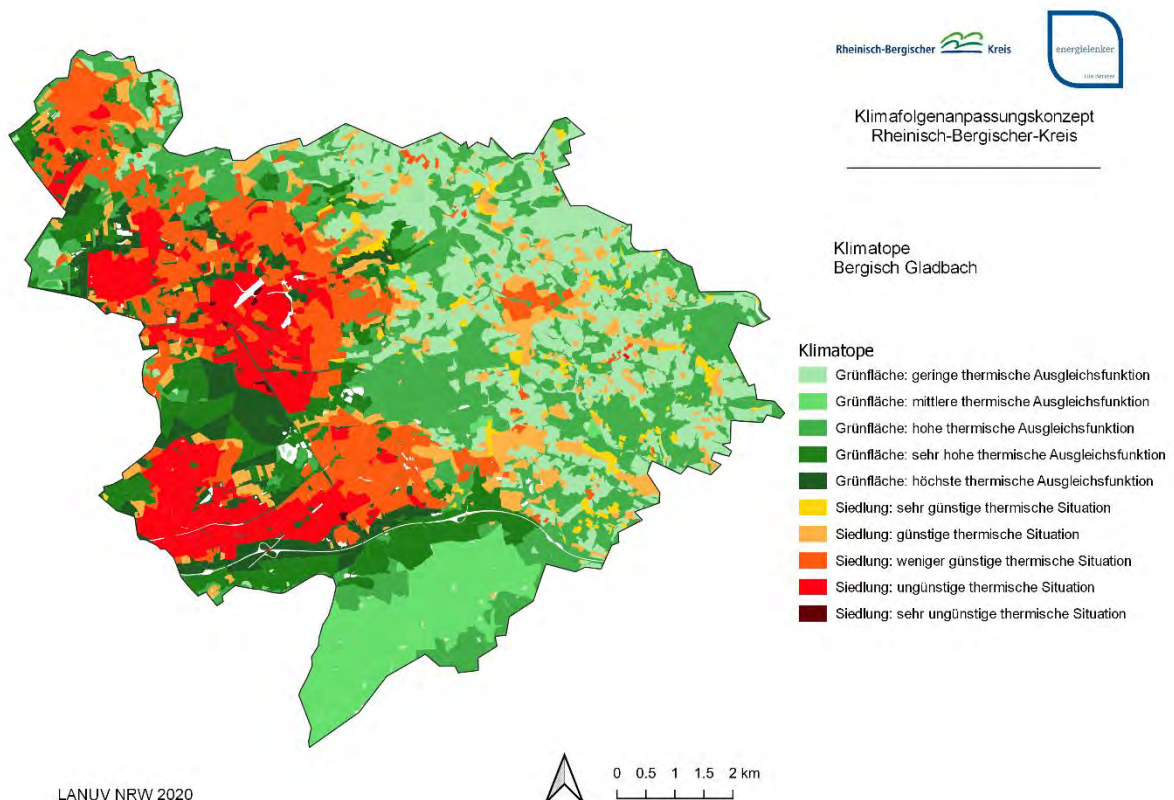 Rheinisch-Bergischer Kreis
energielenker
Klimafolgenanpassungskonzept
Rheinisch-Bergischer-Kreis
Klimatope
Bergisch Gladbach
Klimatope
Grünfläche: geringe thermische Ausgleichsfunktion
Grünfläche: mittlere thermische Ausgleichsfunktion
Grünfläche: hohe thermische Ausgleichsfunktion
Grünfläche: sehr hohe thermische Ausgleichsfunktion
Grünfläche: höchste thermische Ausgleichsfunktion
Siedlung: sehr günstige thermische Situation
Siedlung: günstige thermische Situation
Siedlung: weniger günstige thermische Situation
Siedlung: ungünstige thermische Situation
Siedlung: sehr ungünstige thermische Situation
0 0.5 1 1.5 2 km
LANUV NRW 2020